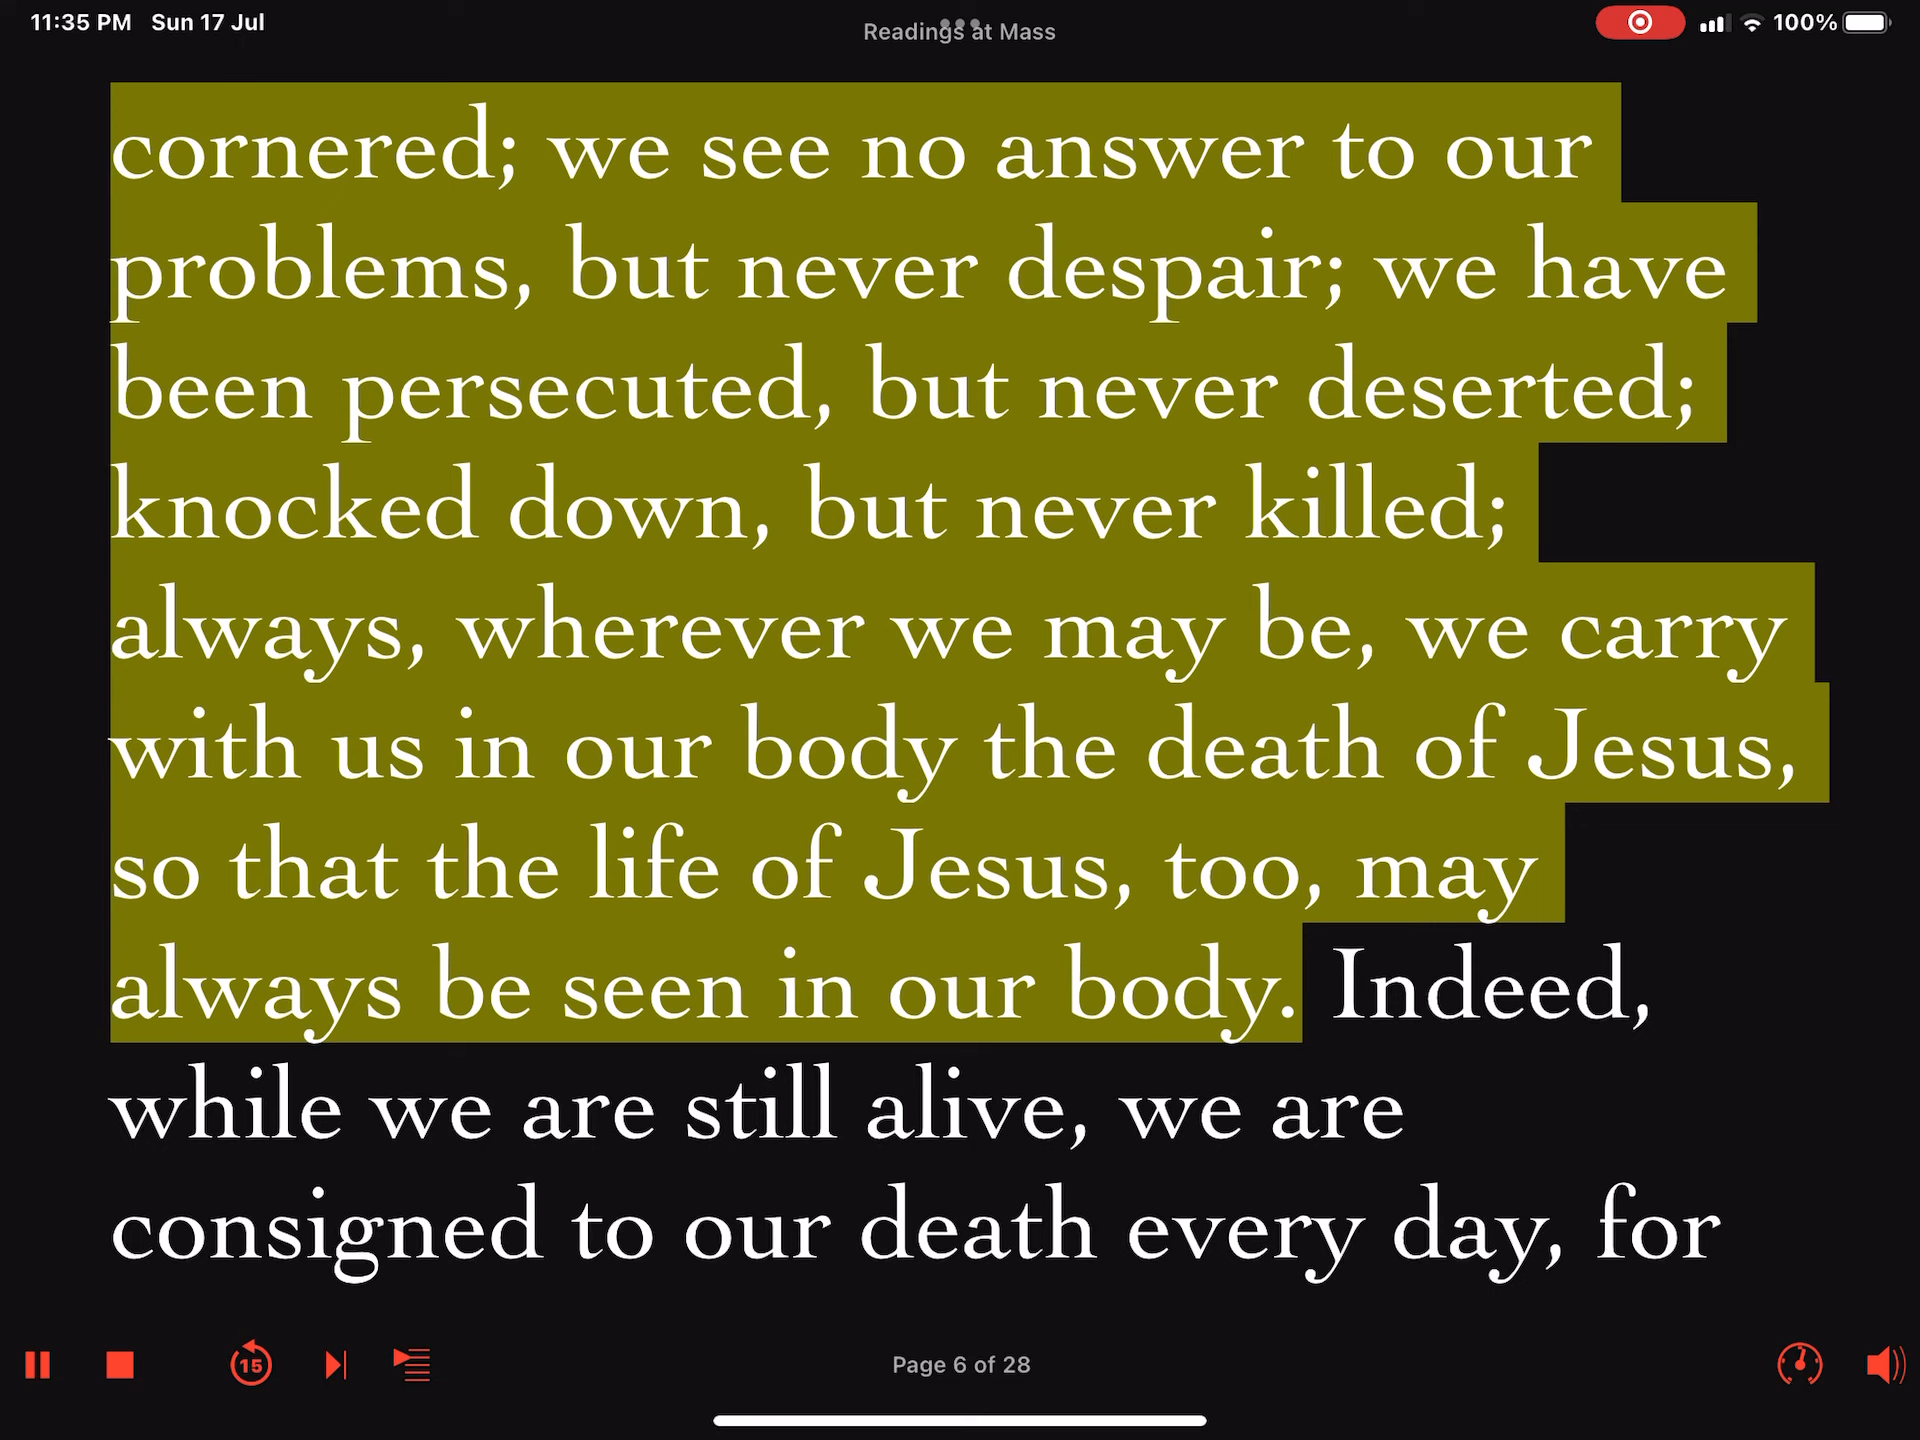 11:35 PM Sun 17 Jul
Readings at Mass
100%
cornered; we see no answer to our
problems, but never despair; we have
been persecuted, but never deserted;
knocked down, but never killed;
always, wherever we may be, we carry
with us in our body the death of Jesus,
so that the life of Jesus, too, may
always be seen in our body. Indeed,
while we are still alive, we are
consigned to our death every day, for
15
Page 6 of 28